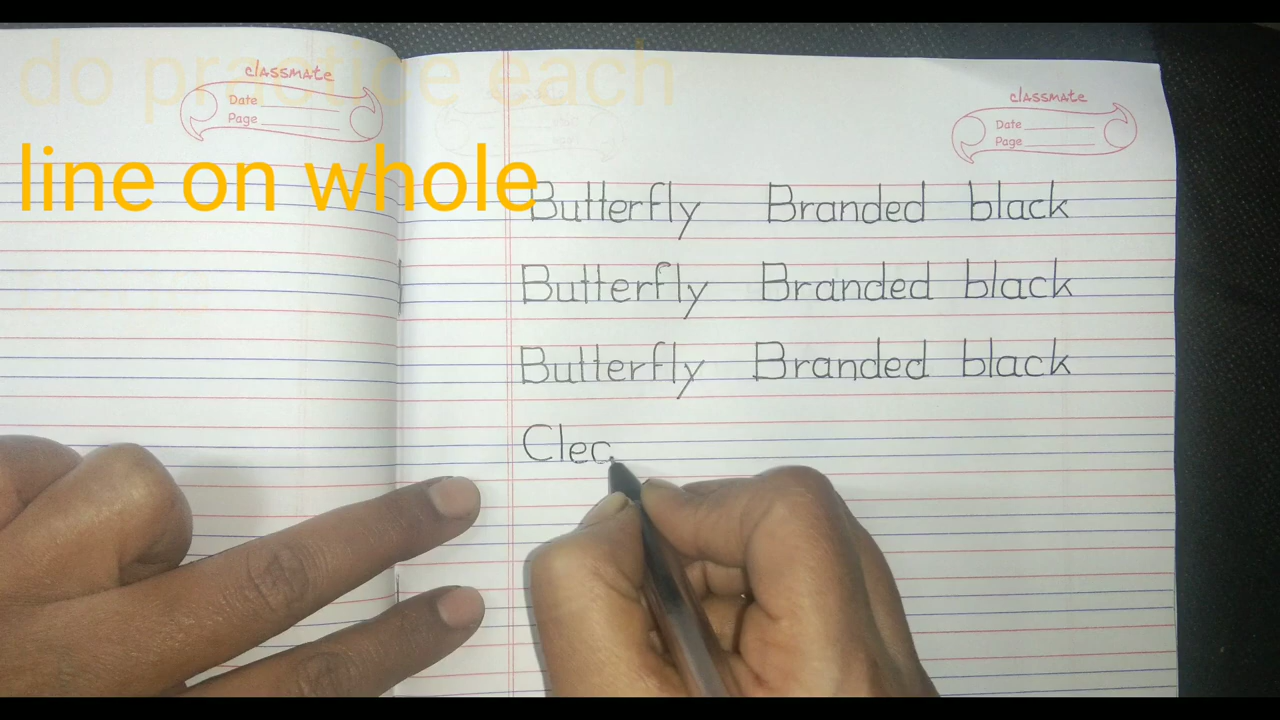 do practice each
classmate
Date
Page
classmate
Date
Page
line on whole
Butterfly Branded black
Butterfly Branded black
Butterfly Branded black
Clec